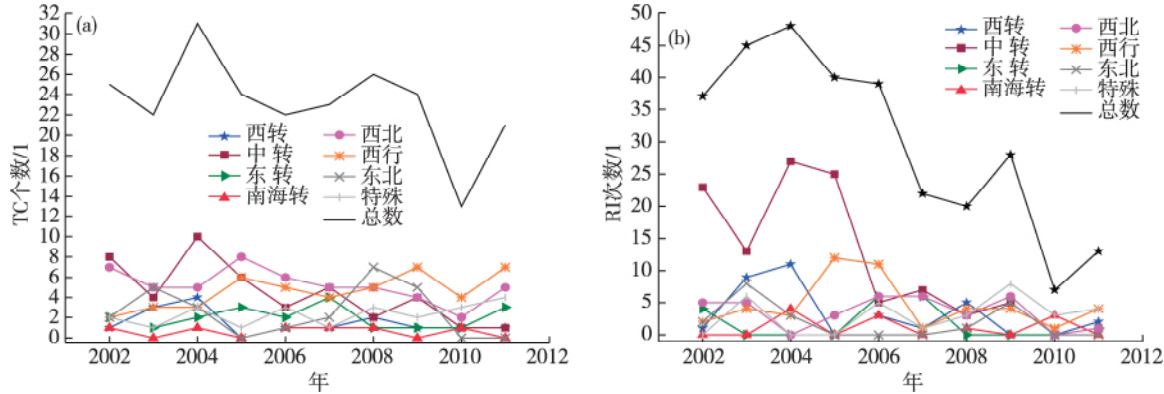 (a)
TC个数/1
32
30
28
26
24
22
20
18
16
14
12
10
8
6
4
2
0
西转
中 转
东 转
南海转
西北
西行
东北
特殊
总数
2002 2004 2006 2008 2010 2012
年
(b)
RI次数/1
50
45
40
35
30
25
20
15
10
5
0
西转
中 转
东 转
南海转
西北
西行
东北
特殊
总数
2002 2004 2006 2008 2010 2012
年